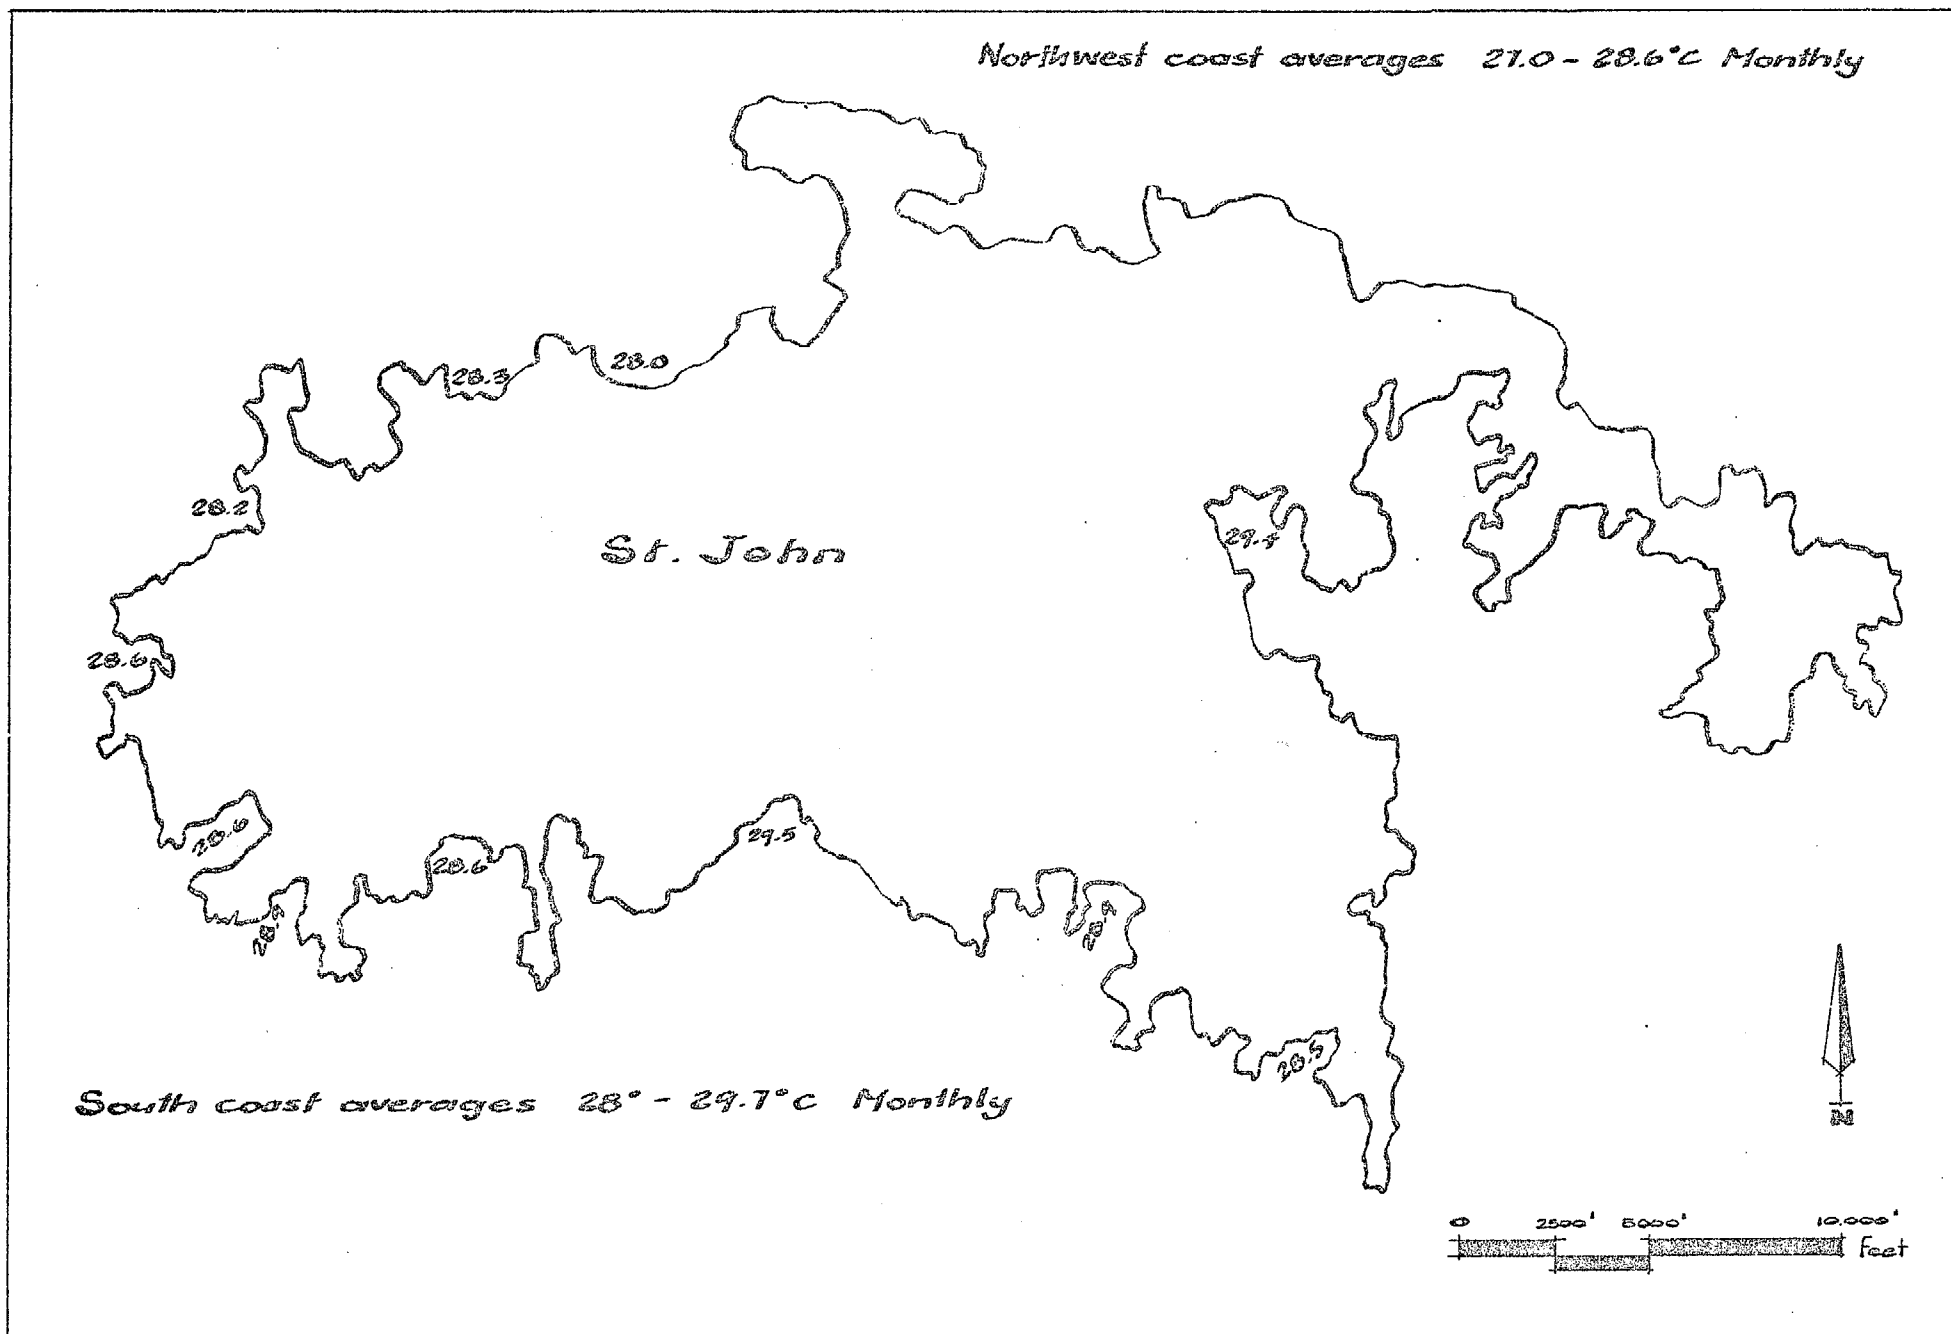 Northwest coast averages 27.0 - 28.6°C Monthly
28.0
28.3
28.2
St. John
29.4
28.6
29.5
28.6
28.5
South coast averages 28° - 29.7°C Monthly
N
0 2500' 5000' 10,000'
Feet